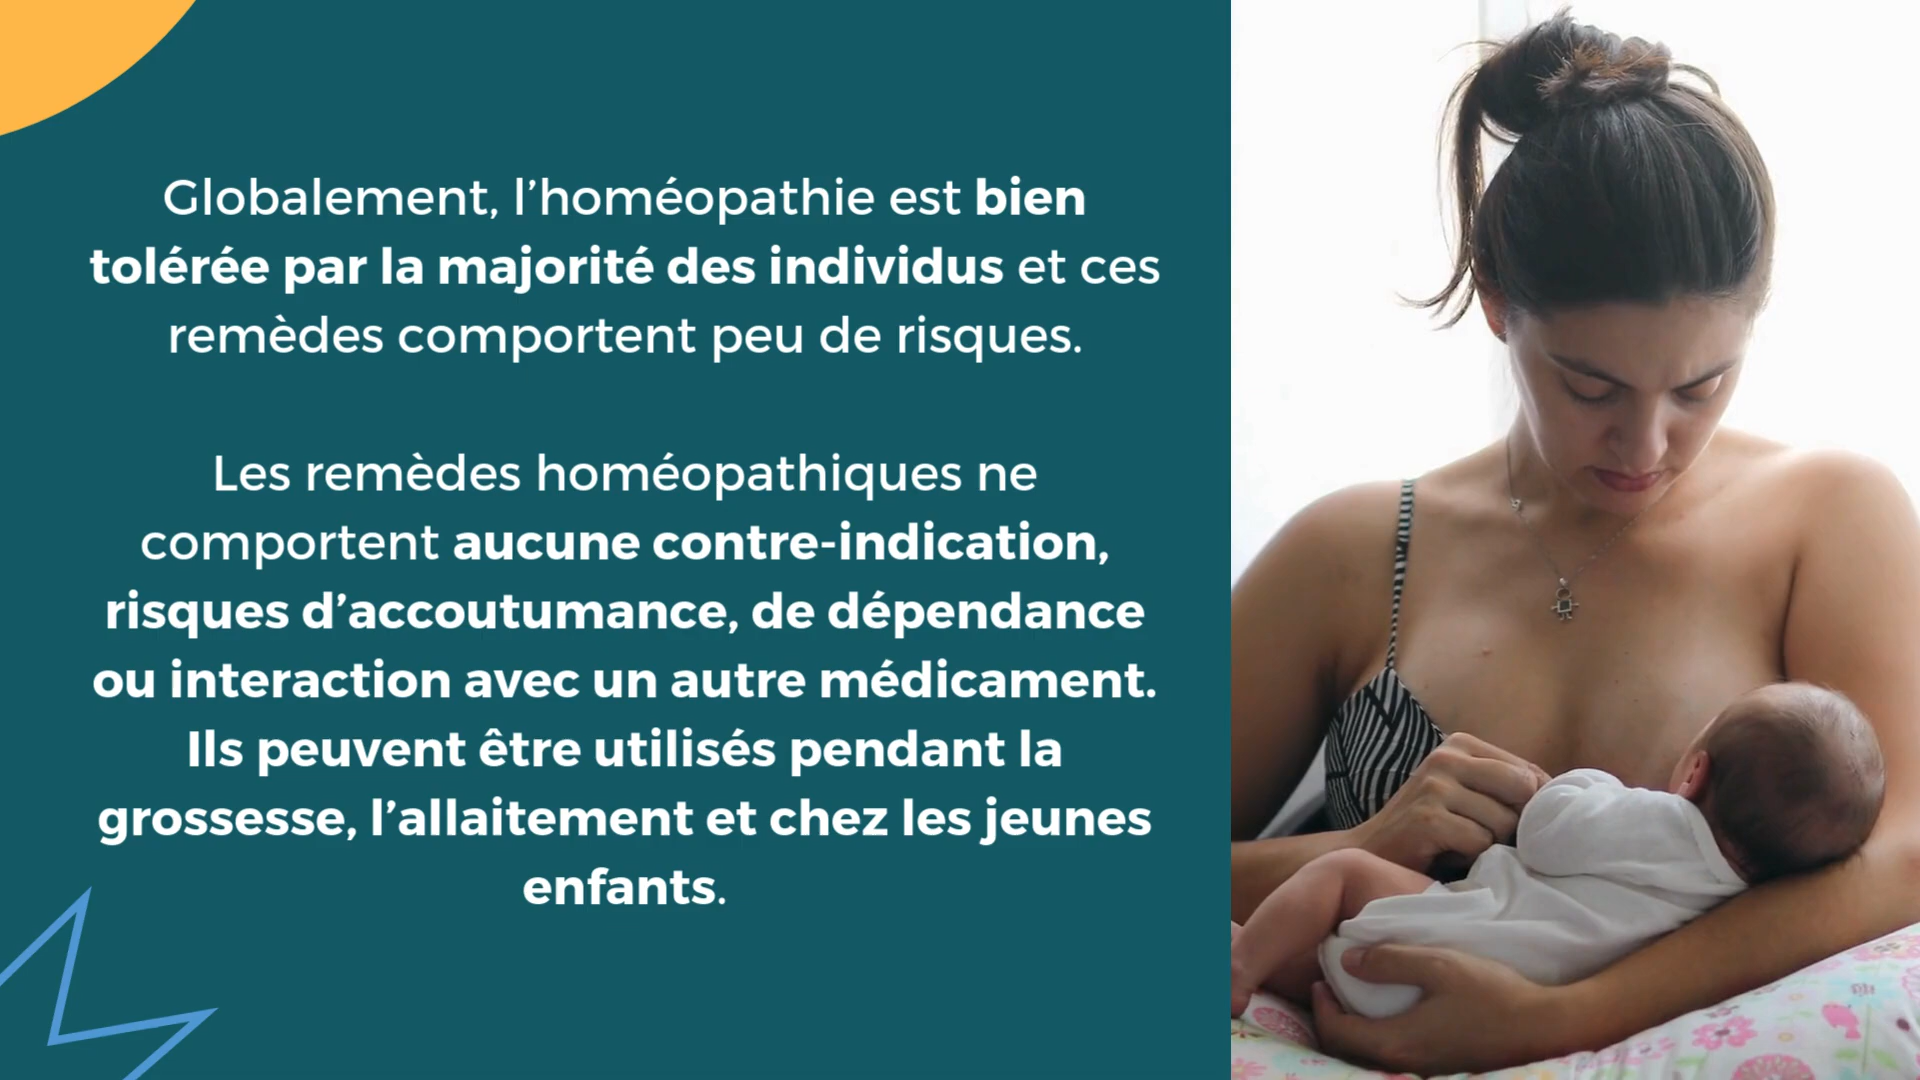 Globalement, l’homéopathie est bien
tolérée par la majorité des individus et ces
remèdes comportent peu de risques.
Les remèdes homéopathiques ne
comportent aucune contre-indication,
risques d’accoutumance, de dépendance
ou interaction avec un autre médicament.
Ils peuvent être utilisés pendant la
grossesse, l’allaitement et chez les jeunes
enfants.